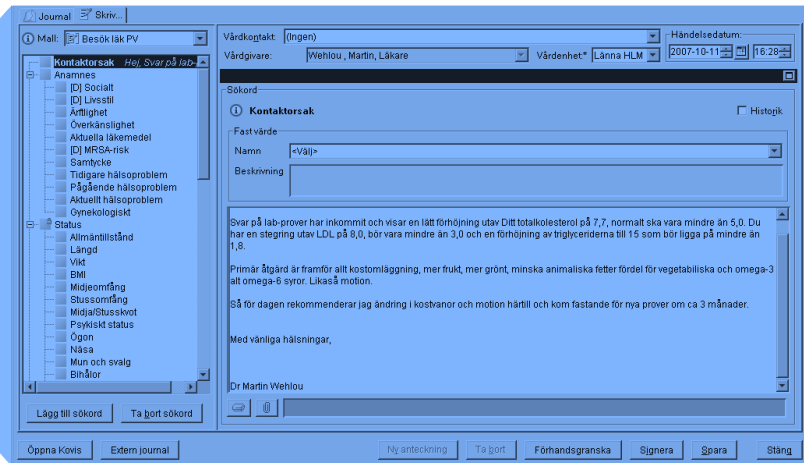 Journal Skriv...
Mall: Besök läk PV
Kontaktorsak Hej, Svar på lab-
Anamnes
[D] Socialt
[D] Livsstil
Ärftlighet
Överkänslighet
Aktuella läkemedel
[D] MRSA-risk
Samtycke
Tidigare hälsoproblem
Pågående hälsoproblem
Aktuellt hälsoproblem
Gynekologiskt
Status
Allmäntillstånd
Längd
Vikt
BMI
Midjeomfång
Stussomfång
Midja/Stusskvot
Psykiskt status
Ögon
Näsa
Mun och svalg
Bihålor
Lägg till sökord Ta bort sökord
Vårdkontakt: (Ingen)
Vårdgivare: Wehlou , Martin, Läkare Vårdenhet:* Länna HLM
Händelsedatum:
2007-10-11 16:28
Sökord
Kontaktorsak Historik
Fast värde
Namn <Välj>
Beskrivning
Svar på lab-prover har inkommit och visar en lätt förhöjning utav Ditt totalkolesterol på 7,7, normalt ska vara mindre än 5,0. Du
har en stegring utav LDL på 8,0, bör vara mindre än 3,0 och en förhöjning av triglyceriderna till 15 som bör ligga på mindre än
1,8.
Primär åtgärd är framför allt kostomläggning, mer frukt, mer grönt, minska animaliska fetter fördel för vegetabiliska och omega-3
alt omega-6 syror. Likaså motion.
Så för dagen rekommenderar jag ändring i kostvanor och motion härtill och kom fastande för nya prover om ca 3 månader.
Med vänliga hälsningar,
Dr Martin Wehlou
Öppna Kovis Extern journal Ny anteckning Ta bort Förhandsgranska Signera Spara Stäng